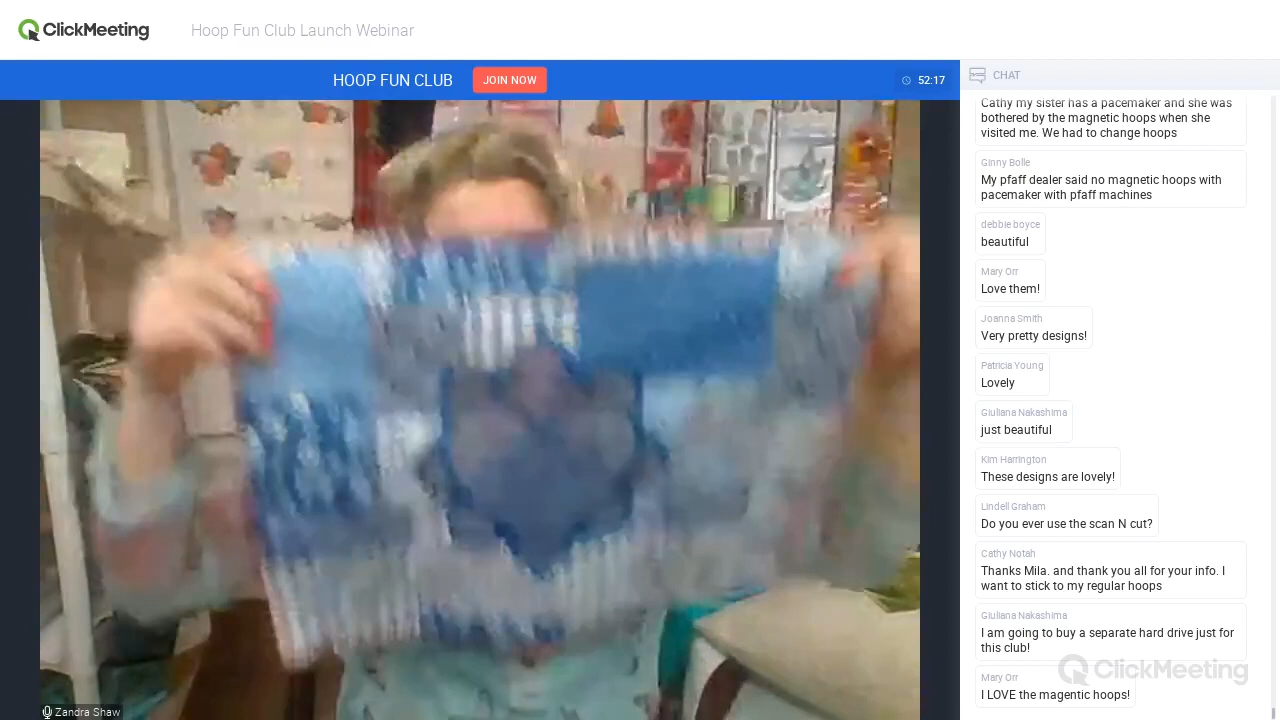 ClickMeeting
Hoop Fun Club Launch Webinar
HOOP FUN CLUB
JOIN NOW
52:17
CHAT
Cathy my sister has a pacemaker and she was
bothered by the magnetic hoops when she
visited me. We had to change hoops
Ginny Bolle
My pfaff dealer said no magnetic hoops with
pacemaker with pfaff machines
debbie boyce
beautiful
Mary Orr
Love them!
Joanna Smith
Very pretty designs!
Patricia Young
Lovely
Giuliana Nakashima
just beautiful
Kim Harrington
These designs are lovely!
Lindell Graham
Do you ever use the scan N cut?
Cathy Notah
Thanks Mila. and thank you all for your info. I
want to stick to my regular hoops
Giuliana Nakashima
I am going to buy a separate hard drive just for
this club!
Mary Orr
I LOVE the magentic hoops!
ClickMeeting
Zandra Shaw